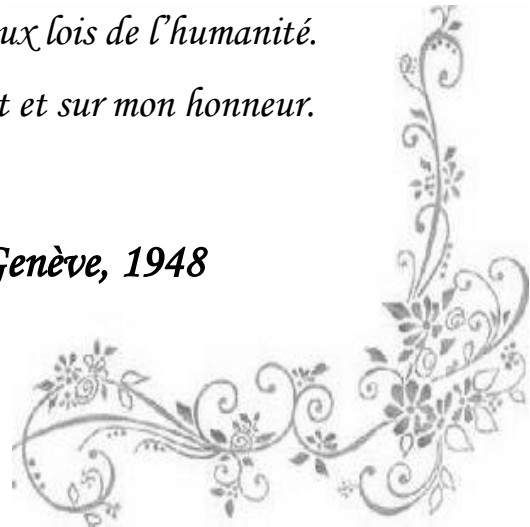 ux lois de l’humanité.
t et sur mon honneur.
Genève, 1948